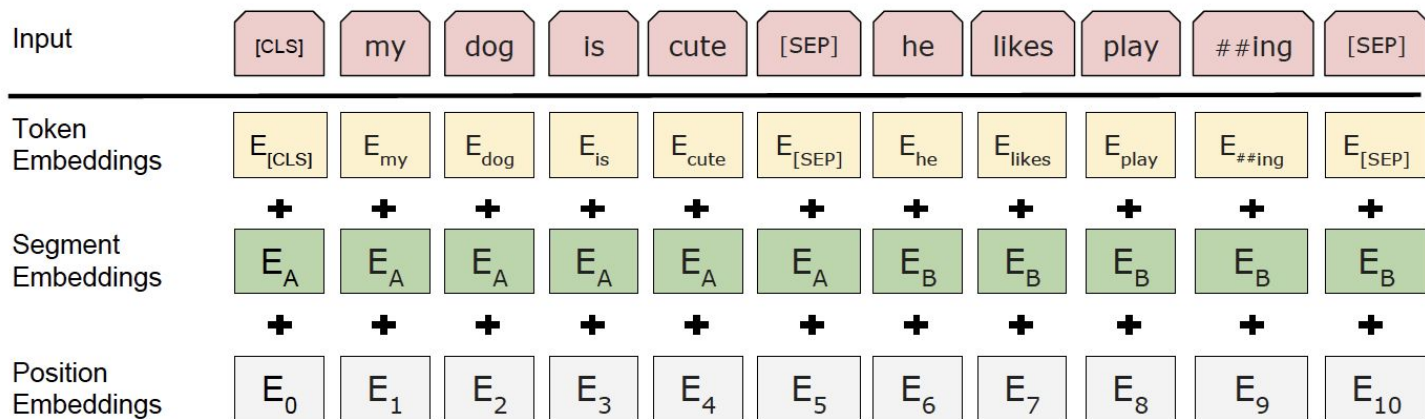 Input [CLS] my dog is cute [SEP] he likes play ##ing [SEP]
Token Embeddings E[CLS] Emy Edog Eis Ecute E[SEP] Ehe Elikes Eplay E##ing E[SEP]
+ + + + + + + + + + +
Segment Embeddings EA EA EA EA EA EA EB EB EB EB EB
+ + + + + + + + + + +
Position Embeddings E0 E1 E2 E3 E4 E5 E6 E7 E8 E9 E10